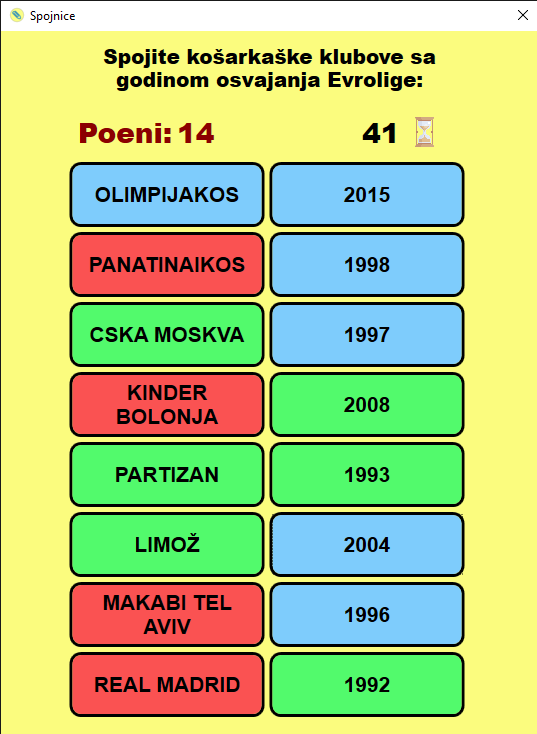 Spojnice
Spojite košarkaške klubove sa
godinom osvajanja Evrolige:
Poeni: 14
41
OLIMPIJAKOS
2015
PANATINAIKOS
1998
CSKA MOSKVA
1997
KINDER
BOLONJA
2008
PARTIZAN
1993
LIMOŽ
2004
MAKABI TEL
AVIV
1996
REAL MADRID
1992